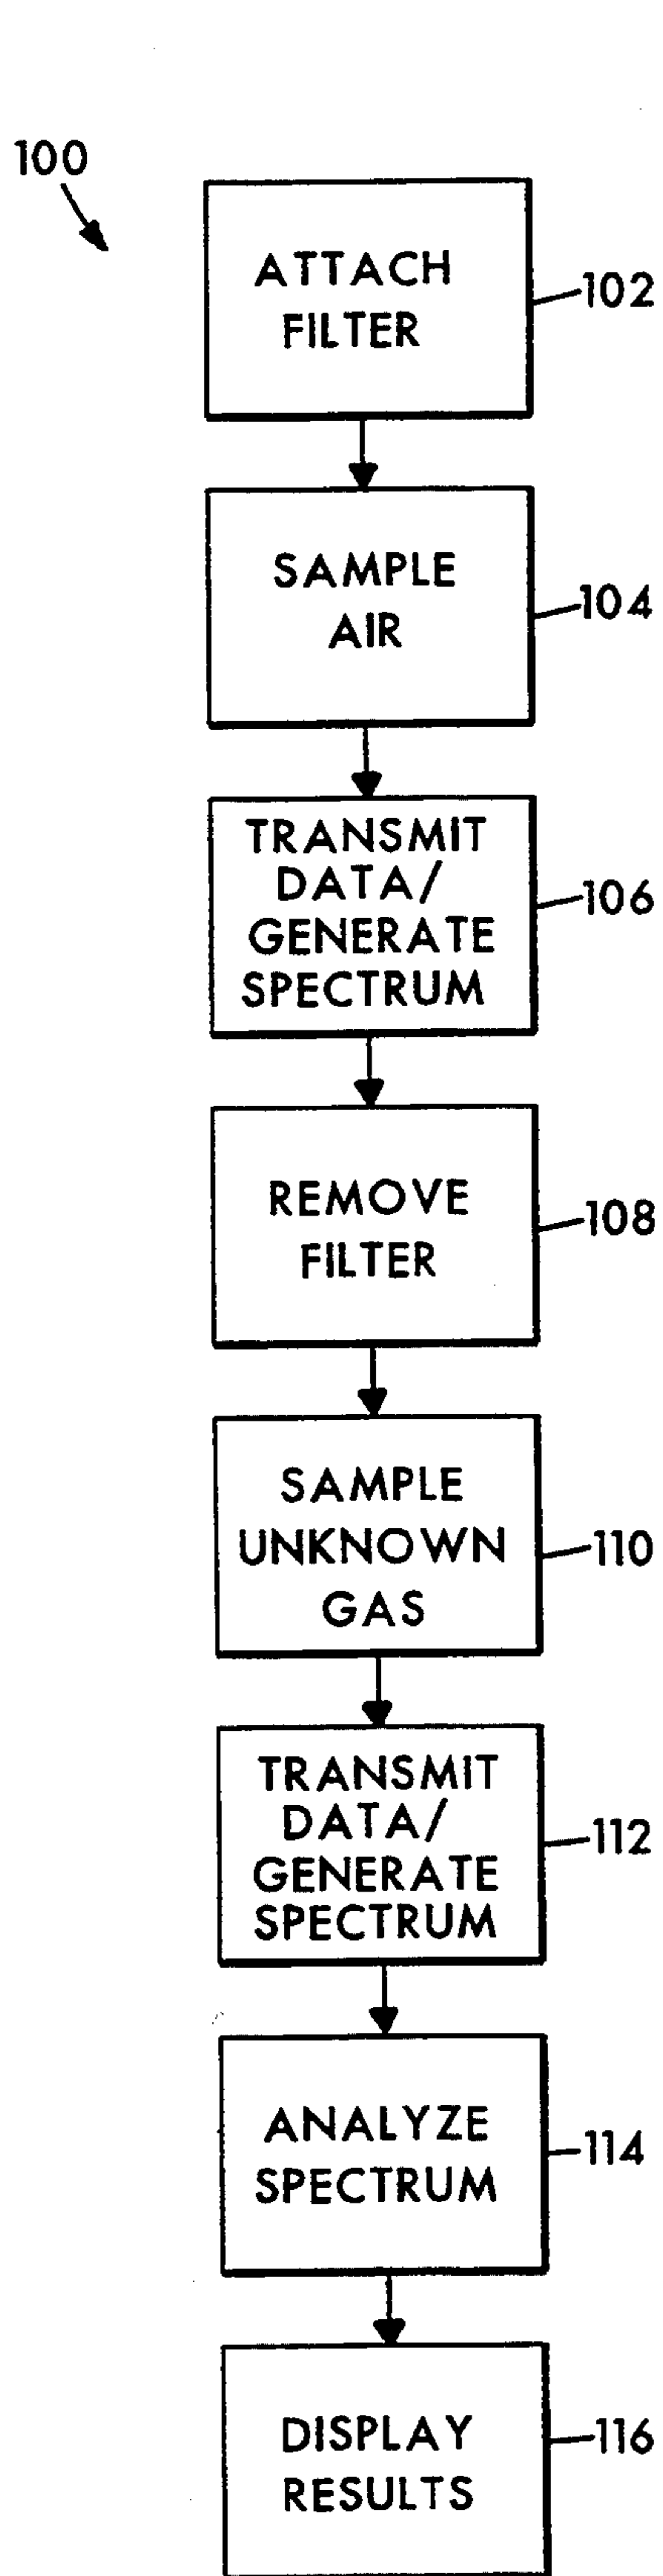 100
ATTACH
FILTER
102
SAMPLE
AIR
104
TRANSMIT
DATA/
GENERATE
SPECTRUM
106
REMOVE
FILTER
108
SAMPLE
UNKNOWN
GAS
110
TRANSMIT
DATA/
GENERATE
SPECTRUM
112
ANALYZE
SPECTRUM
114
DISPLAY
RESULTS
116